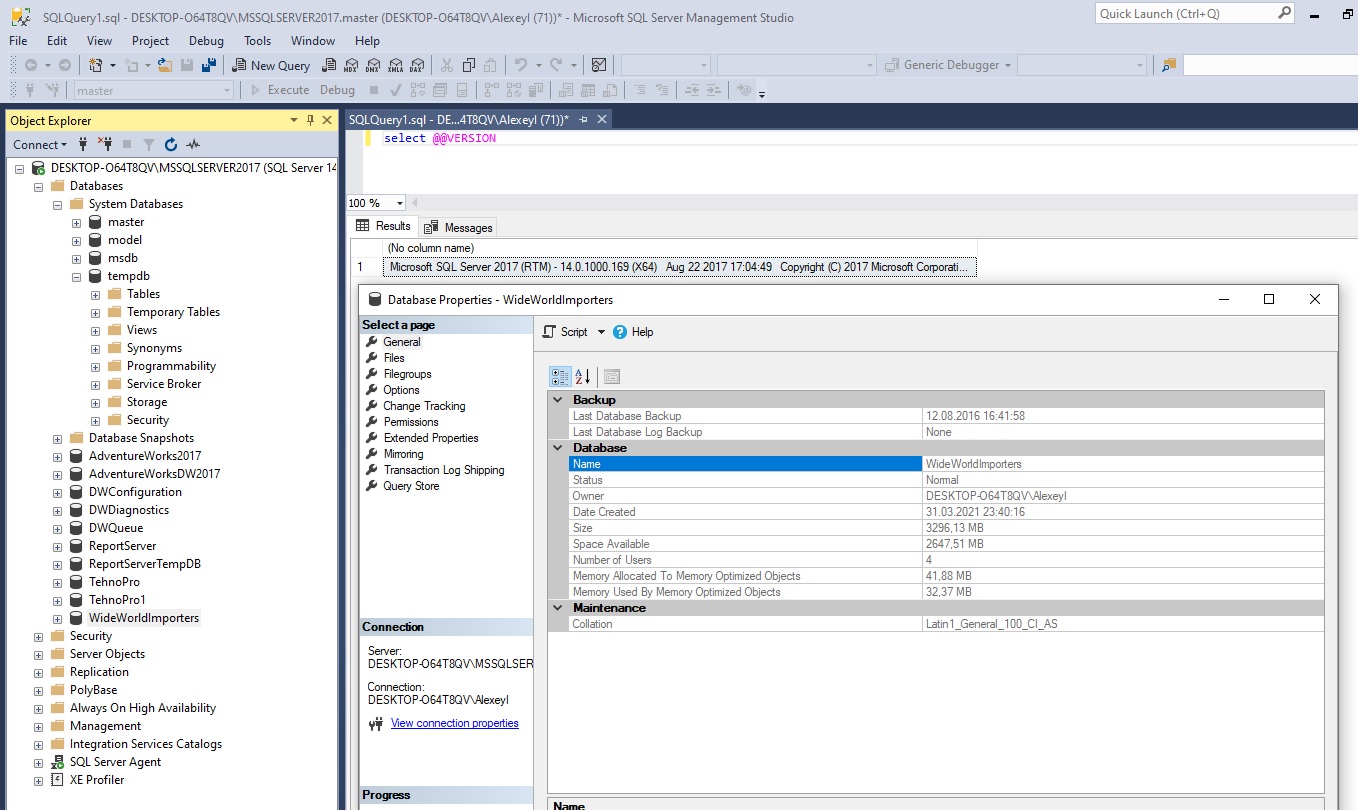 SQLQuery1.sql - DESKTOP-O64T8QV\MSSQLSERVER2017.master (DESKTOP-O64T8QV\Alexeyl (71))* - Microsoft SQL Server Management Studio
Quick Launch (Ctrl+Q)
File Edit View Project Debug Tools Window Help
New Query MDX DMX XMLA DAX Generic Debugger
master Execute Debug
Object Explorer
Connect
DESKTOP-O64T8QV\MSSQLSERVER2017 (SQL Server 14
Databases
System Databases
master
model
msdb
tempdb
Tables
Temporary Tables
Views
Synonyms
Programmability
Service Broker
Storage
Security
Database Snapshots
AdventureWorks2017
AdventureWorksDW2017
DWConfiguration
DWDiagnostics
DWQueue
ReportServer
ReportServerTempDB
TehnoPro
TehnoPro1
WideWorldImporters
Security
Server Objects
Replication
PolyBase
Always On High Availability
Management
Integration Services Catalogs
SQL Server Agent
XE Profiler
SQLQuery1.sql - DE...4T8QV\Alexeyl (71))*
select @@VERSION
100 %
Results Messages
(No column name)
1 Microsoft SQL Server 2017 (RTM) - 14.0.1000.169 (X64) Aug 22 2017 17:04:49 Copyright (C) 2017 Microsoft Corporati...
Database Properties - WideWorldImporters
Select a page
General
Files
Filegroups
Options
Change Tracking
Permissions
Extended Properties
Mirroring
Transaction Log Shipping
Query Store
Connection
Server:
DESKTOP-O64T8QV\MSSQLSER
Connection:
DESKTOP-O64T8QV\Alexeyl
View connection properties
Progress
Script Help
Backup
Last Database Backup 12.08.2016 16:41:58
Last Database Log Backup None
Database
Name WideWorldImporters
Status Normal
Owner DESKTOP-O64T8QV\Alexeyl
Date Created 31.03.2021 23:40:16
Size 3296,13 MB
Space Available 2647,51 MB
Number of Users 4
Memory Allocated To Memory Optimized Objects 41,88 MB
Memory Used By Memory Optimized Objects 32,37 MB
Maintenance
Collation Latin1_General_100_CI_AS
Name